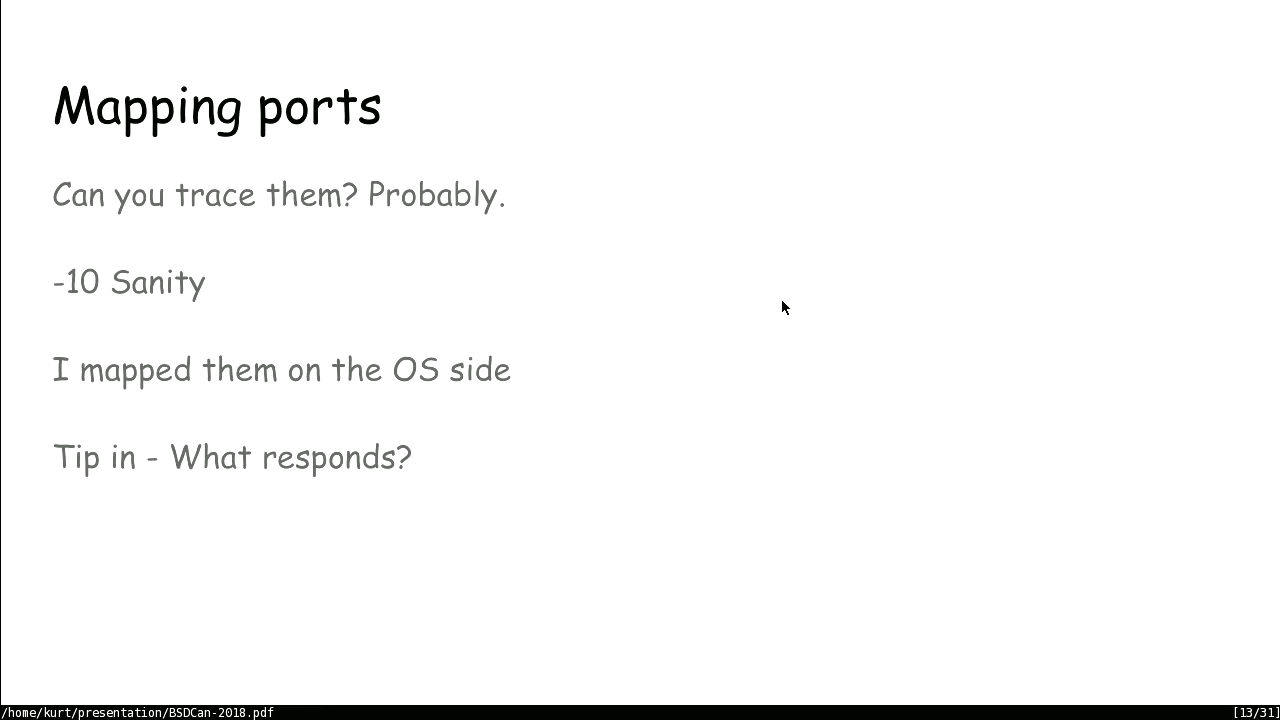 Mapping ports
Can you trace them? Probably.
-10 Sanity
I mapped them on the OS side
Tip in - What responds?
/home/kurt/presentation/BSDCan-2018.pdf
[13/31]